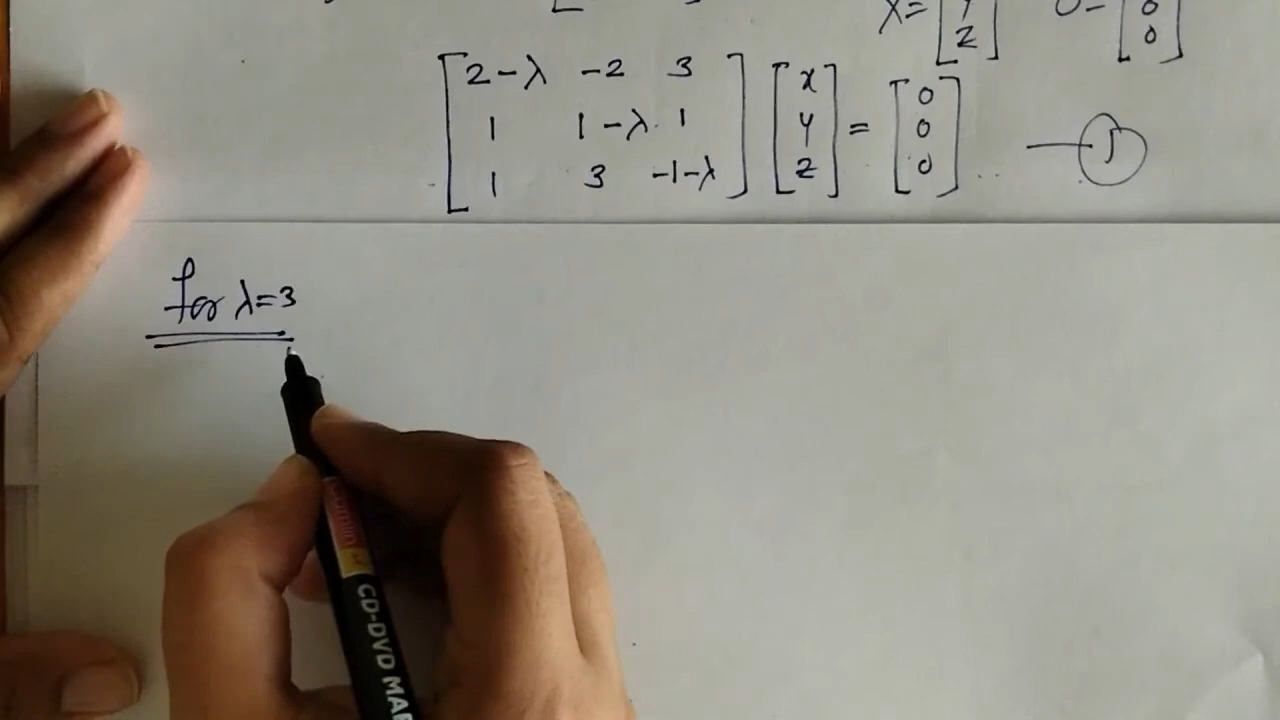 X = [ y z ] 0 = [ 0 0 ]
[ 2-λ -2 3 ] [ x ] = [ 0 ]
[ 1 1-λ 1 ] [ y ] [ 0 ] — 1
[ 1 3 -1-λ ] [ z ] [ 0 ]
for λ=3
CD-DVD MAR